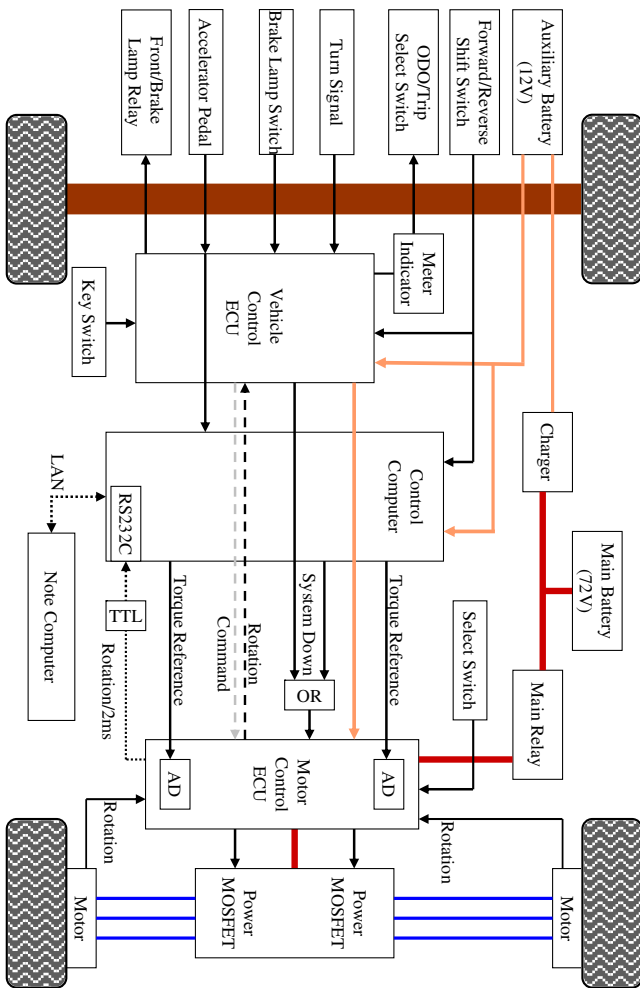 Front/Brake
Lamp Relay
Accelerator Pedal
Brake Lamp Switch
Turn Signal
ODO/Trip
Select Switch
Forward/Reverse
Shift Switch
Auxiliary Battery
(12V)
Meter
Indicator
Key Switch
Vehicle
Control
ECU
Charger
Main Battery
(72V)
Control
Computer
RS232C
LAN
Note Computer
TTL
Rotation/2ms
Torque Reference
Command
Rotation
System Down
OR
Torque Reference
Select Switch
Main Relay
AD
Motor
Control
ECU
AD
Rotation
Rotation
Power
MOSFET
Power
MOSFET
Motor
Motor